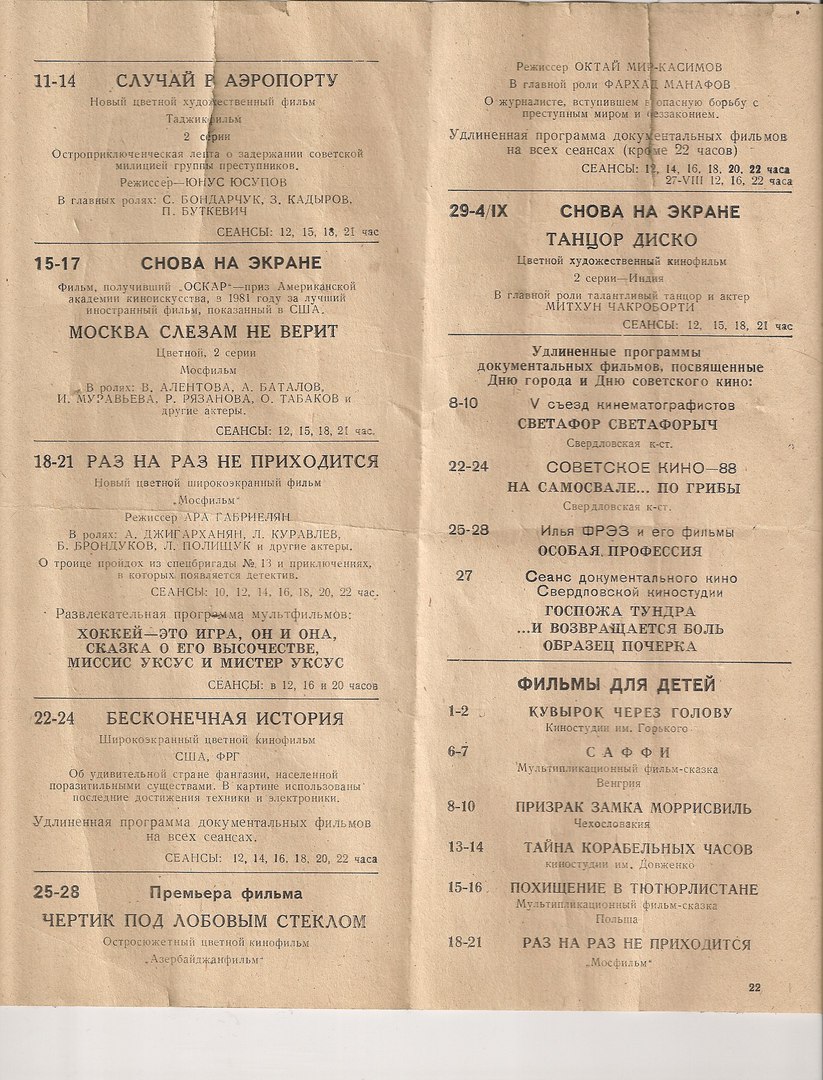 11-14 СЛУЧАЙ В АЭРОПОРТУ
Новый цветной художественный фильм
Таджикфильм
2 серии
Остроприключенческая лента о задержании советской
милицией группы преступников.
Режиссер—ЮНУС ЮСУПОВ
В главных ролях: С. БОНДАРЧУК, З. КАДЫРОВ,
П. БУТКЕВИЧ
СЕАНСЫ: 12, 15, 18, 21 час
15-17 СНОВА НА ЭКРАНЕ
Фильм, получивший „ОСКАР“—приз Американской
академии киноискусства, в 1981 году за лучший
иностранный фильм, показанный в США.
МОСКВА СЛЕЗАМ НЕ ВЕРИТ
Цветной, 2 серии
Мосфильм
В ролях: В. АЛЕНТОВА, А. БАТАЛОВ,
И. МУРАВЬЕВА, Р. РЯЗАНОВА, О. ТАБАКОВ и
другие актеры.
СЕАНСЫ: 12, 15, 18, 21 час.
18-21 РАЗ НА РАЗ НЕ ПРИХОДИТСЯ
Новый цветной широкоэкранный фильм
„Мосфильм“
Режиссер АРА ГАБРИЕЛЯН
В ролях: А. ДЖИГАРХАНЯН, Л. КУРАВЛЕВ,
Б. БРОНДУКОВ, Л. ПОЛИЩУК и другие актеры.
О троице пройдох из спецбригады № 13 и приключениях,
в которых появляется детектив.
СЕАНСЫ: 10, 12, 14, 16, 18, 20, 22 час.
Развлекательная программа мультфильмов:
ХОККЕЙ—ЭТО ИГРА, ОН И ОНА,
СКАЗКА О ЕГО ВЫСОЧЕСТВЕ,
МИССИС УКСУС И МИСТЕР УКСУС
СЕАНСЫ: в 12, 16 и 20 часов
22-24 БЕСКОНЕЧНАЯ ИСТОРИЯ
Широкоэкранный цветной кинофильм
США, ФРГ
Об удивительной стране фантазии, населенной
поразительными существами. В картине использованы
последние достижения техники и электроники.
Удлиненная программа документальных фильмов
на всех сеансах.
СЕАНСЫ: 12, 14, 16, 18, 20, 22 часа
25-28 Премьера фильма
ЧЕРТИК ПОД ЛОБОВЫМ СТЕКЛОМ
Остросюжетный цветной кинофильм
„Азербайджанфильм“
Режиссер ОКТАЙ МИР-КАСИМОВ
В главной роли ФАРХАД МАНАФОВ
О журналисте, вступившем в опасную борьбу с
преступным миром и беззаконием.
Удлиненная программа документальных фильмов
на всех сеансах (кроме 22 часов)
СЕАНСЫ: 12, 14, 16, 18, 20, 22 часа
27-VIII 12, 16, 22 часа
29-4/IX СНОВА НА ЭКРАНЕ
ТАНЦОР ДИСКО
Цветной художественный кинофильм
2 серии—Индия
В главной роли талантливый танцор и актер
МИТХУН ЧАКРОБОРТИ
СЕАНСЫ: 12, 15, 18, 21 час
Удлиненные программы
документальных фильмов, посвященные
Дню города и Дню советского кино:
8-10 V съезд кинематографистов
СВЕТАФОР СВЕТАФОРЫЧ
Свердловская к-ст.
22-24 СОВЕТСКОЕ КИНО—88
НА САМОСВАЛЕ... ПО ГРИБЫ
Свердловская к-ст.
25-28 Илья ФРЭЗ и его фильмы
ОСОБАЯ ПРОФЕССИЯ
27 Сеанс документального кино
Свердловской киностудии
ГОСПОЖА ТУНДРА
...И ВОЗВРАЩАЕТСЯ БОЛЬ
ОБРАЗЕЦ ПОЧЕРКА
ФИЛЬМЫ ДЛЯ ДЕТЕЙ
1-2 КУВЫРОК ЧЕРЕЗ ГОЛОВУ
Киностудии им. Горького
6-7 САФФИ
Мультипликационный фильм-сказка
Венгрия
8-10 ПРИЗРАК ЗАМКА МОРРИСВИЛЬ
Чехословакия
13-14 ТАЙНА КОРАБЕЛЬНЫХ ЧАСОВ
киностудии им. Довженко
15-16 ПОХИЩЕНИЕ В ТЮТЮРЛИСТАНЕ
Мультипликационный фильм-сказка
Польша
18-21 РАЗ НА РАЗ НЕ ПРИХОДИТСЯ
„Мосфильм“
22